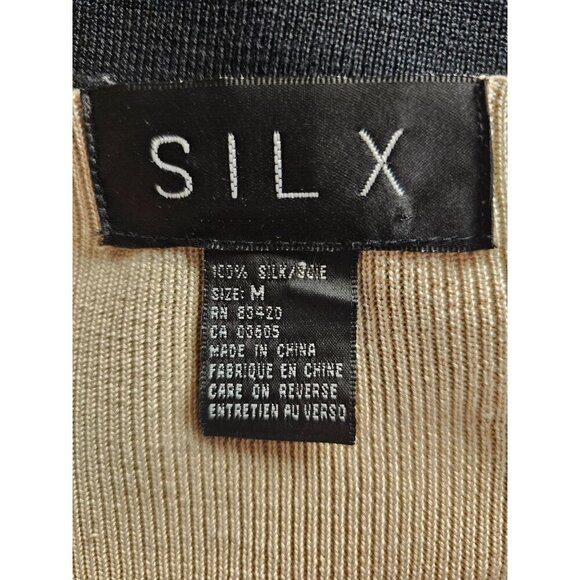 SILX
100% SILK/SOIE
SIZE: M
RN 83420
CA 03605
MADE IN CHINA
FABRIQUE EN CHINE
CARE ON REVERSE
ENTRETIEN AU VERSO